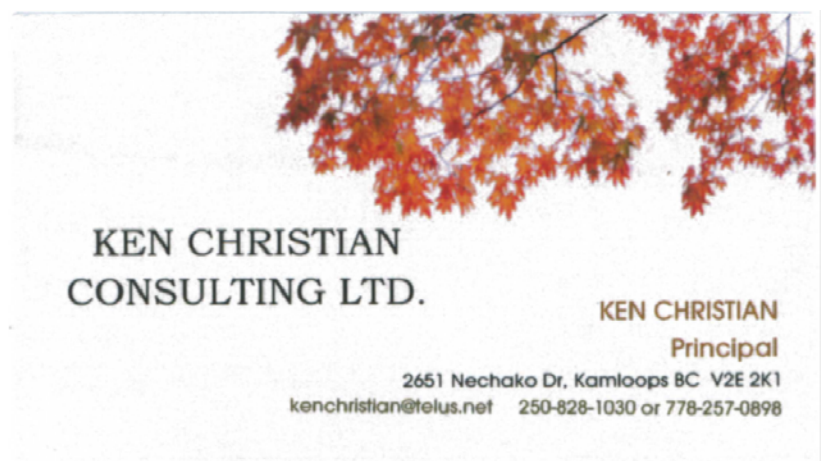 KEN CHRISTIAN
CONSULTING LTD.
KEN CHRISTIAN
Principal
2651 Nechako Dr, Kamloops BC V2E 2K1
kenchristian@telus.net 250-828-1030 or 778-257-0898